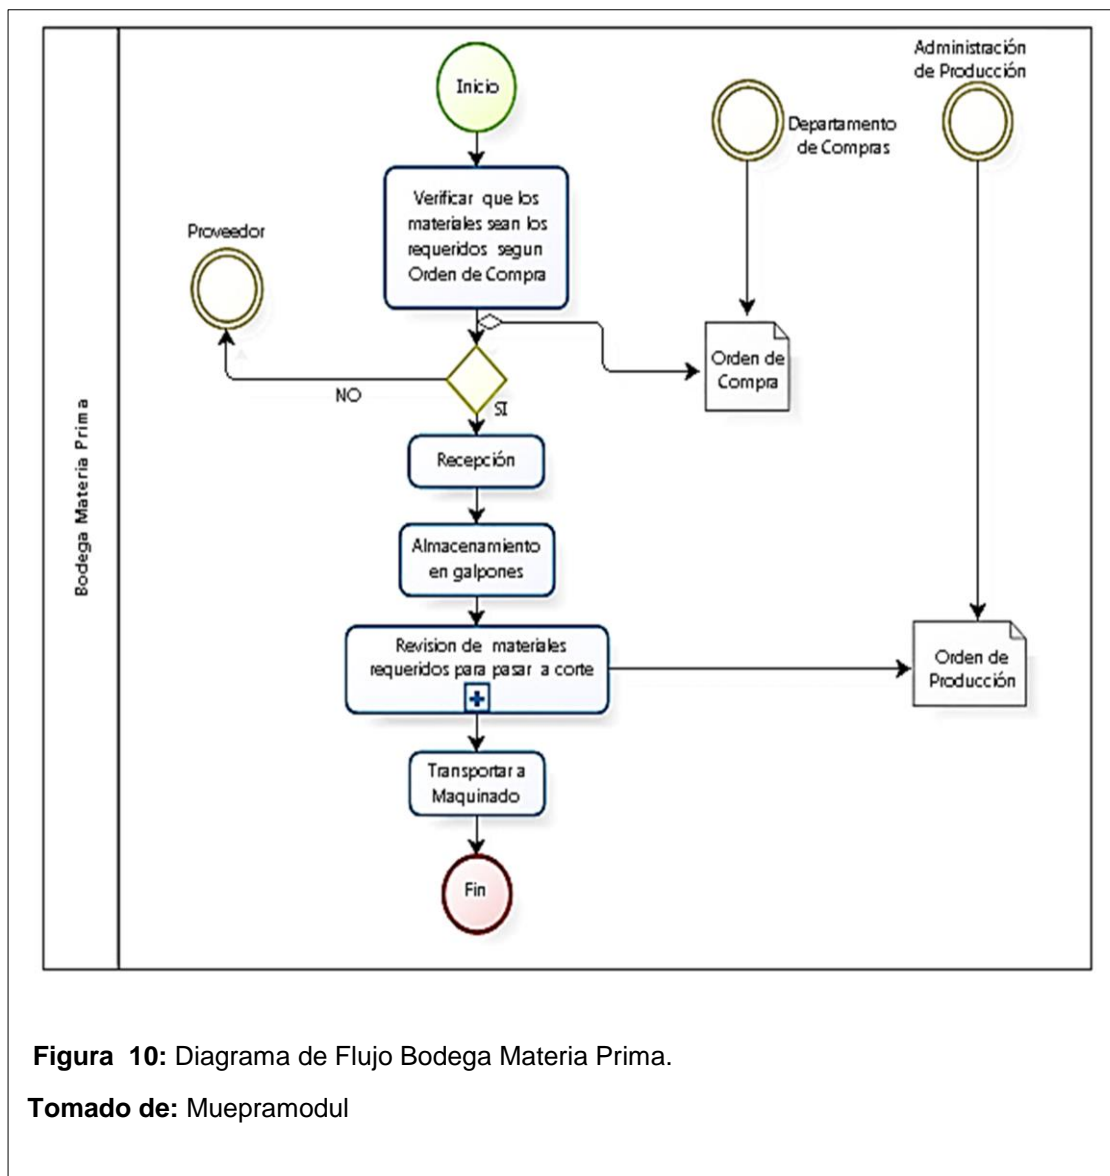 Bodega Materia Prima
Inicio
Administración
de Producción
Departamento
de Compras
Verificar que los
materiales sean los
requeridos segun
Orden de Compra
Proveedor
Orden de
Compra
NO
SI
Recepción
Almacenamiento
en galpones
Revision de materiales
requeridos para pasar a corte
Orden de
Producción
Transportar a
Maquinado
Fin
Figura 10: Diagrama de Flujo Bodega Materia Prima.
Tomado de: Muepramodul